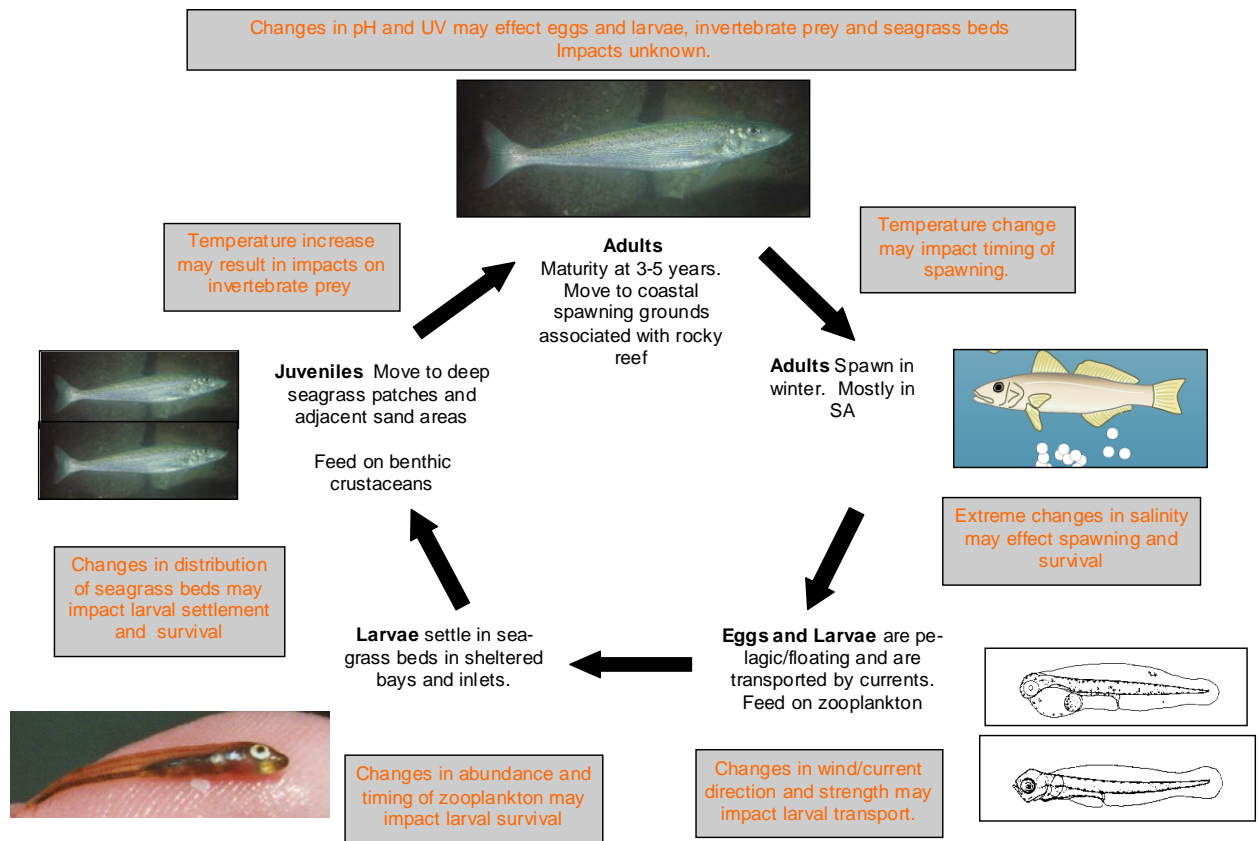 Changes in pH and UV may effect eggs and larvae, invertebrate prey and seagrass beds
Impacts unknown.
Temperature increase
may result in impacts on
invertebrate prey
Adults
Maturity at 3-5 years.
Move to coastal
spawning grounds
associated with rocky
reef
Temperature change
may impact timing of
spawning.
Juveniles Move to deep
seagrass patches and
adjacent sand areas
Feed on benthic
crustaceans
Adults Spawn in
winter. Mostly in
SA
Extreme changes in salinity
may effect spawning and
survival
Changes in distribution
of seagrass beds may
impact larval settlement
and survival
Larvae settle in sea-
grass beds in sheltered
bays and inlets.
Eggs and Larvae are pe-
lagic/floating and are
transported by currents.
Feed on zooplankton
Changes in abundance and
timing of zooplankton may
impact larval survival
Changes in wind/current
direction and strength may
impact larval transport.